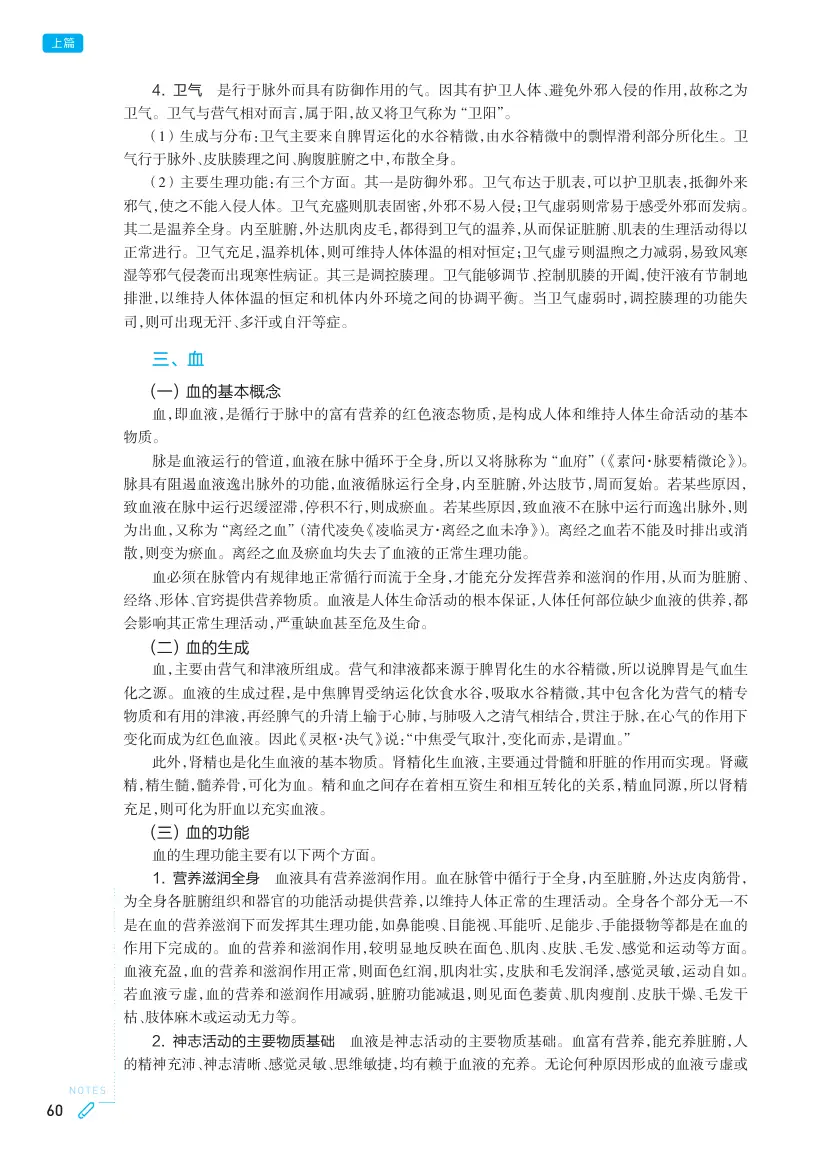 上篇
4. 卫气　是行于脉外而具有防御作用的气。因其有护卫人体、避免外邪入侵的作用,故称之为
卫气。卫气与营气相对而言,属于阳,故又将卫气称为“卫阳”。
（1）生成与分布:卫气主要来自脾胃运化的水谷精微,由水谷精微中的剽悍滑利部分所化生。卫
气行于脉外、皮肤腠理之间、胸腹脏腑之中,布散全身。
（2）主要生理功能:有三个方面。其一是防御外邪。卫气布达于肌表,可以护卫肌表,抵御外来
邪气,使之不能入侵人体。卫气充盛则肌表固密,外邪不易入侵;卫气虚弱则常易于感受外邪而发病。
其二是温养全身。内至脏腑,外达肌肉皮毛,都得到卫气的温养,从而保证脏腑、肌表的生理活动得以
正常进行。卫气充足,温养机体,则可维持人体体温的相对恒定;卫气虚亏则温煦之力减弱,易致风寒
湿等邪气侵袭而出现寒性病证。其三是调控腠理。卫气能够调节、控制肌腠的开阖,使汗液有节制地
排泄,以维持人体体温的恒定和机体内外环境之间的协调平衡。当卫气虚弱时,调控腠理的功能失
司,则可出现无汗、多汗或自汗等症。
三、血
（一）血的基本概念
血,即血液,是循行于脉中的富有营养的红色液态物质,是构成人体和维持人体生命活动的基本
物质。
脉是血液运行的管道,血液在脉中循环于全身,所以又将脉称为“血府”（《素问·脉要精微论》）。
脉具有阻遏血液逸出脉外的功能,血液循脉运行全身,内至脏腑,外达肢节,周而复始。若某些原因,
致血液在脉中运行迟缓涩滞,停积不行,则成瘀血。若某些原因,致血液不在脉中运行而逸出脉外,则
为出血,又称为“离经之血”（清代凌奂《凌临灵方·离经之血未净》）。离经之血若不能及时排出或消
散,则变为瘀血。离经之血及瘀血均失去了血液的正常生理功能。
血必须在脉管内有规律地正常循行而流于全身,才能充分发挥营养和滋润的作用,从而为脏腑、
经络、形体、官窍提供营养物质。血液是人体生命活动的根本保证,人体任何部位缺少血液的供养,都
会影响其正常生理活动,严重缺血甚至危及生命。
（二）血的生成
血,主要由营气和津液所组成。营气和津液都来源于脾胃化生的水谷精微,所以说脾胃是气血生
化之源。血液的生成过程,是中焦脾胃受纳运化饮食水谷,吸取水谷精微,其中包含化为营气的精专
物质和有用的津液,再经脾气的升清上输于心肺,与肺吸入之清气相结合,贯注于脉,在心气的作用下
变化而成为红色血液。因此《灵枢·决气》说:“中焦受气取汁,变化而赤,是谓血。”
此外,肾精也是化生血液的基本物质。肾精化生血液,主要通过骨髓和肝脏的作用而实现。肾藏
精,精生髓,髓养骨,可化为血。精和血之间存在着相互资生和相互转化的关系,精血同源,所以肾精
充足,则可化为肝血以充实血液。
（三）血的功能
血的生理功能主要有以下两个方面。
1. 营养滋润全身　血液具有营养滋润作用。血在脉管中循行于全身,内至脏腑,外达皮肉筋骨,
为全身各脏腑组织和器官的功能活动提供营养,以维持人体正常的生理活动。全身各个部分无一不
是在血的营养滋润下而发挥其生理功能,如鼻能嗅、目能视、耳能听、足能步、手能摄物等都是在血的
作用下完成的。血的营养和滋润作用,较明显地反映在面色、肌肉、皮肤、毛发、感觉和运动等方面。
血液充盈,血的营养和滋润作用正常,则面色红润,肌肉壮实,皮肤和毛发润泽,感觉灵敏,运动自如。
若血液亏虚,血的营养和滋润作用减弱,脏腑功能减退,则见面色萎黄、肌肉瘦削、皮肤干燥、毛发干
枯、肢体麻木或运动无力等。
2. 神志活动的主要物质基础　血液是神志活动的主要物质基础。血富有营养,能充养脏腑,人
的精神充沛、神志清晰、感觉灵敏、思维敏捷,均有赖于血液的充养。无论何种原因形成的血液亏虚或
NOTES
60